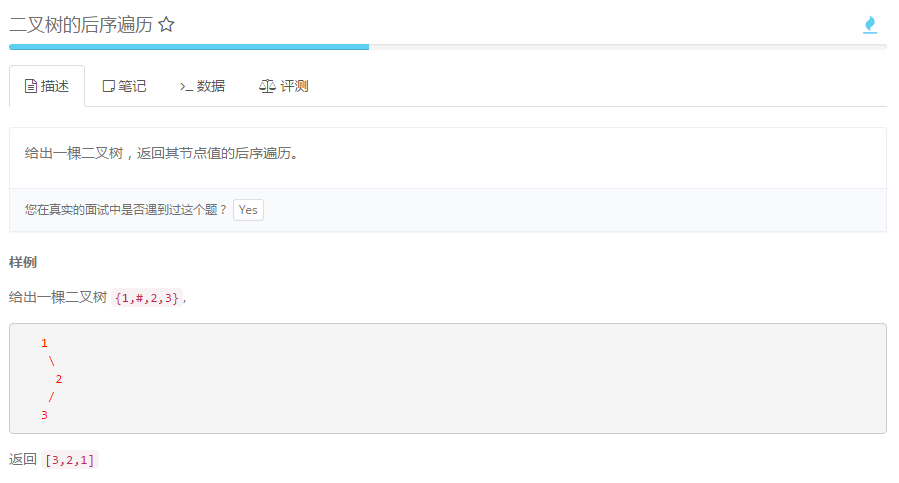 二叉树的后序遍历
描述 笔记 >_ 数据 评测
给出一棵二叉树，返回其节点值的后序遍历。
您在真实的面试中是否遇到过这个题？ Yes
样例
给出一棵二叉树 {1,#,2,3},
1
\
2
/
3
返回 [3,2,1]